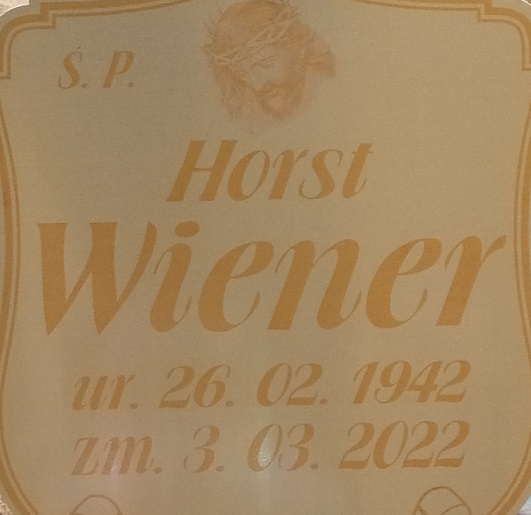 Ś. P.
Horst
Wiener
ur. 26. 02. 1942
zm. 3. 03. 2022